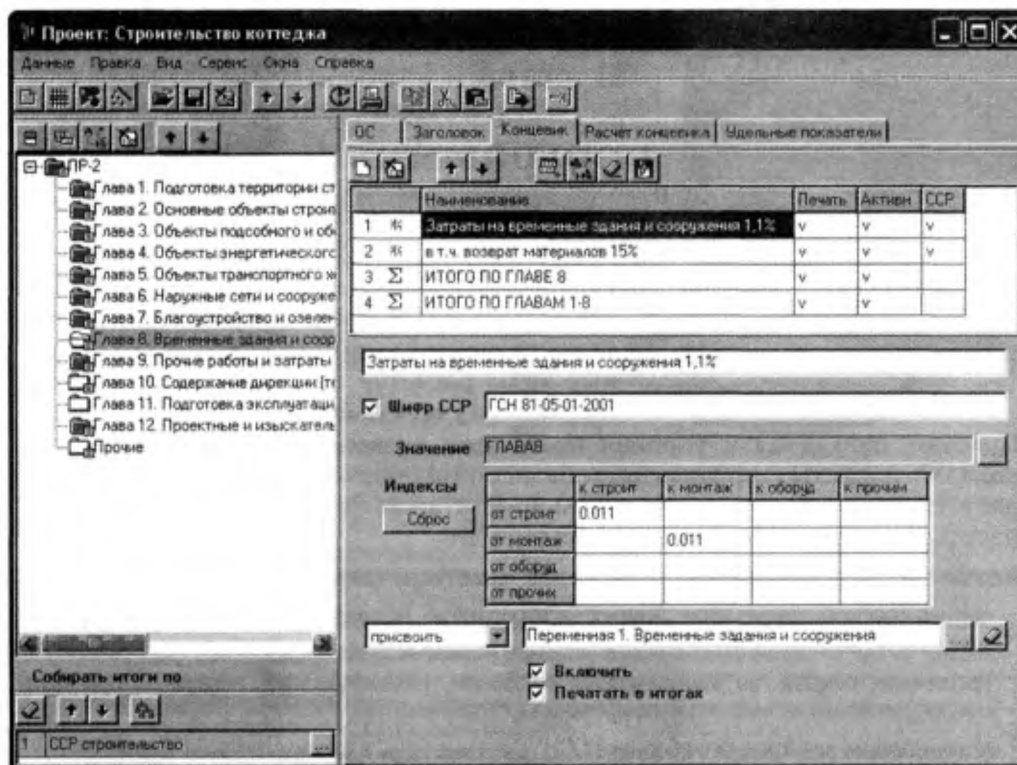 Проект: Строительство коттеджа
Данные Правка Вид Сервис Окна Справка
ОС Заголовок Концевик Расчет концевика Удельные показатели
ПР-2
Глава 1. Подготовка территории ст
Глава 2. Основные объекты строи
Глава 3. Объекты подсобного и об
Глава 4. Объекты энергетического
Глава 5. Объекты транспортного х
Глава 6. Наружные сети и сооруже
Глава 7. Благоустройство и озелен
Глава 8. Временные здания и соор
Глава 9. Прочие работы и затраты
Глава 10. Содержание дирекции (те
Глава 11. Подготовка эксплуатаци
Глава 12. Проектные и изыскатель
Прочие
Собирать итоги по
1 ССР строительство ...
Наименование Печать Активн ССР
1 Затраты на временные здания и сооружения 1,1% v v v
2 в т.ч. возврат материалов 15% v v v
3 Σ ИТОГО ПО ГЛАВЕ 8 v v
4 Σ ИТОГО ПО ГЛАВАМ 1-8 v v
Затраты на временные здания и сооружения 1,1%
Шифр ССР ГСН 81-05-01-2001
Значение ГЛАВА8 ...
Индексы
Сброс
к строит к монтаж к оборуд к прочим
от строит 0.011
от монтаж 0.011
от оборуд
от прочих
присвоить Переменная 1. Временные задания и сооружения ...
Включить
Печатать в итогах